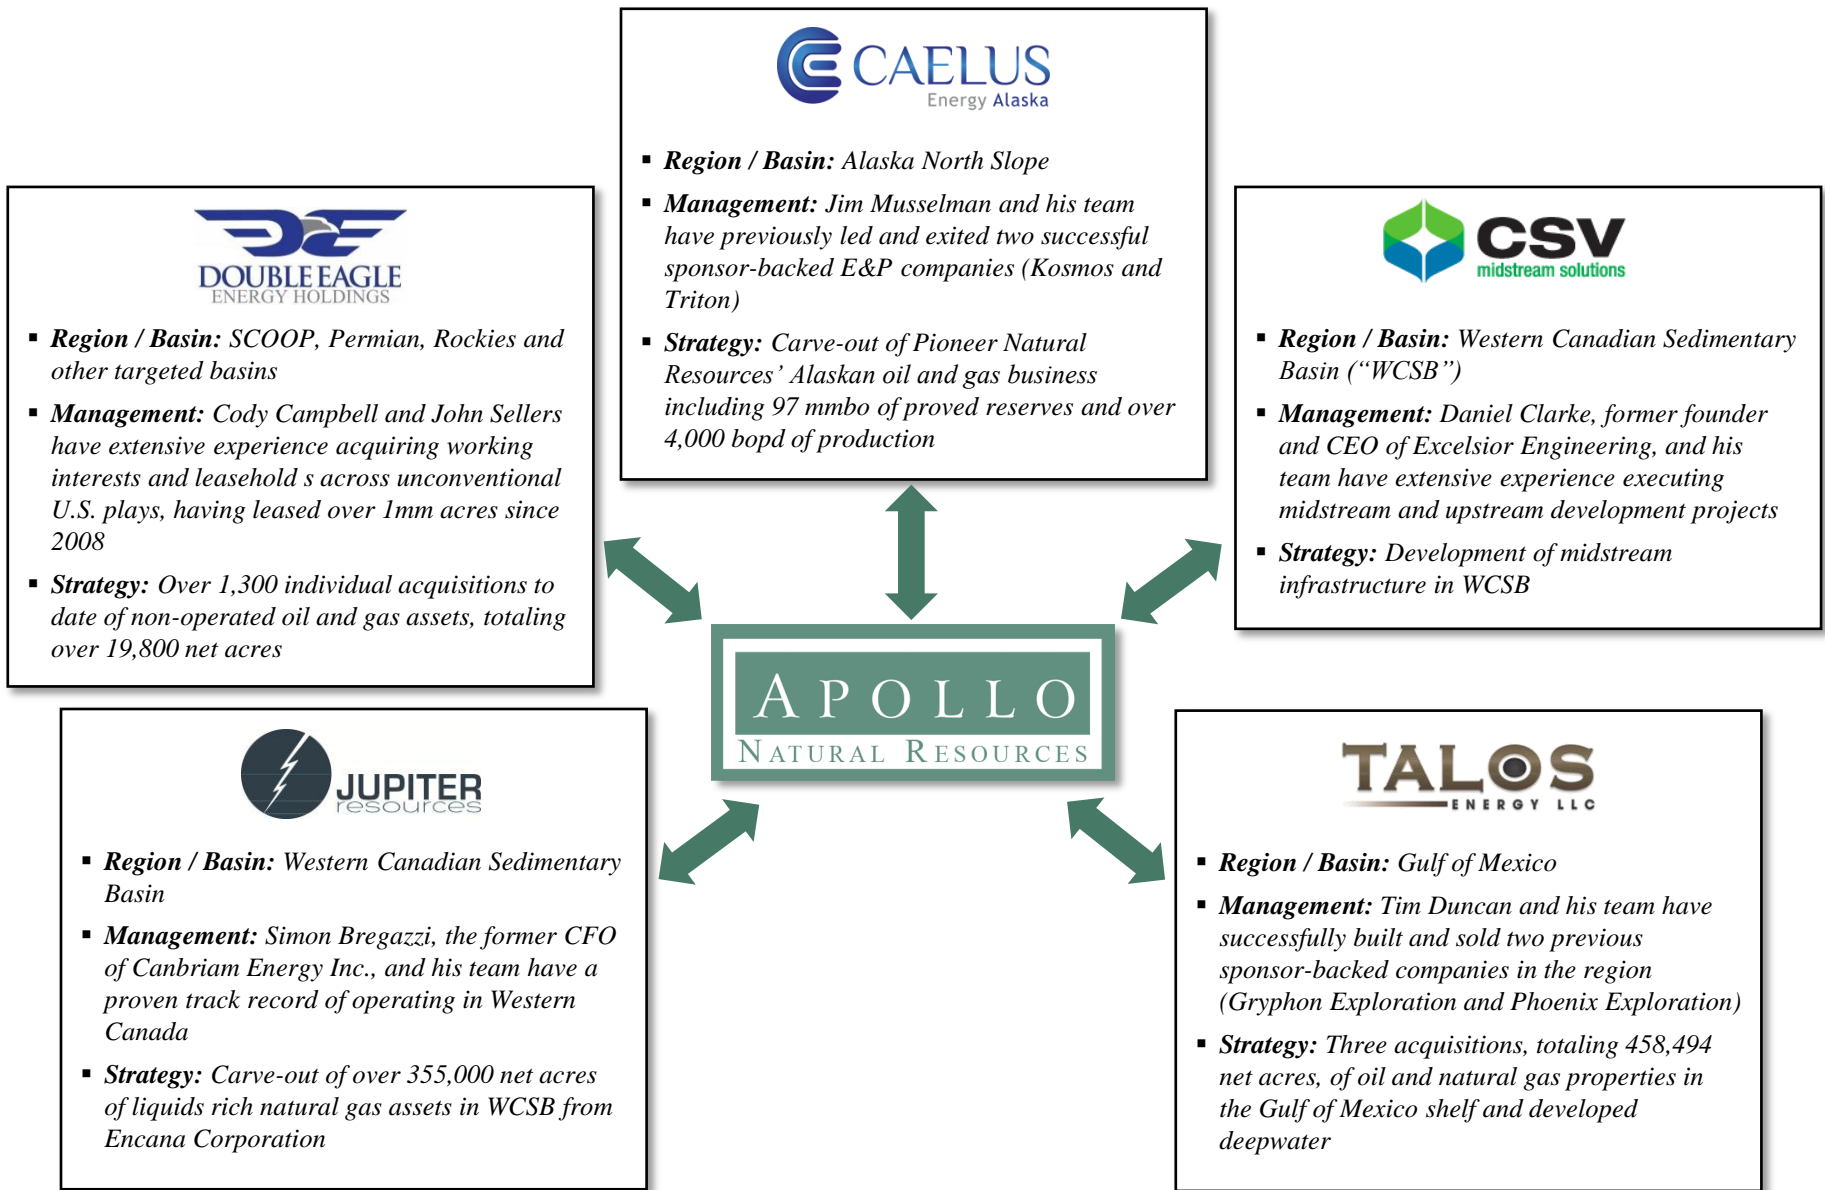 CAELUS
Energy Alaska
▪ Region / Basin: Alaska North Slope
▪ Management: Jim Musselman and his team
have previously led and exited two successful
sponsor-backed E&P companies (Kosmos and
Triton)
▪ Strategy: Carve-out of Pioneer Natural
Resources’ Alaskan oil and gas business
including 97 mmbo of proved reserves and over
4,000 bopd of production
DOUBLE EAGLE
ENERGY HOLDINGS
▪ Region / Basin: SCOOP, Permian, Rockies and
other targeted basins
▪ Management: Cody Campbell and John Sellers
have extensive experience acquiring working
interests and leasehold s across unconventional
U.S. plays, having leased over 1mm acres since
2008
▪ Strategy: Over 1,300 individual acquisitions to
date of non-operated oil and gas assets, totaling
over 19,800 net acres
CSV
midstream solutions
▪ Region / Basin: Western Canadian Sedimentary
Basin (“WCSB”)
▪ Management: Daniel Clarke, former founder
and CEO of Excelsior Engineering, and his
team have extensive experience executing
midstream and upstream development projects
▪ Strategy: Development of midstream
infrastructure in WCSB
APOLLO
NATURAL RESOURCES
JUPITER
resources
▪ Region / Basin: Western Canadian Sedimentary
Basin
▪ Management: Simon Bregazzi, the former CFO
of Canbriam Energy Inc., and his team have a
proven track record of operating in Western
Canada
▪ Strategy: Carve-out of over 355,000 net acres
of liquids rich natural gas assets in WCSB from
Encana Corporation
TALOS
ENERGY LLC
▪ Region / Basin: Gulf of Mexico
▪ Management: Tim Duncan and his team have
successfully built and sold two previous
sponsor-backed companies in the region
(Gryphon Exploration and Phoenix Exploration)
▪ Strategy: Three acquisitions, totaling 458,494
net acres, of oil and natural gas properties in
the Gulf of Mexico shelf and developed
deepwater